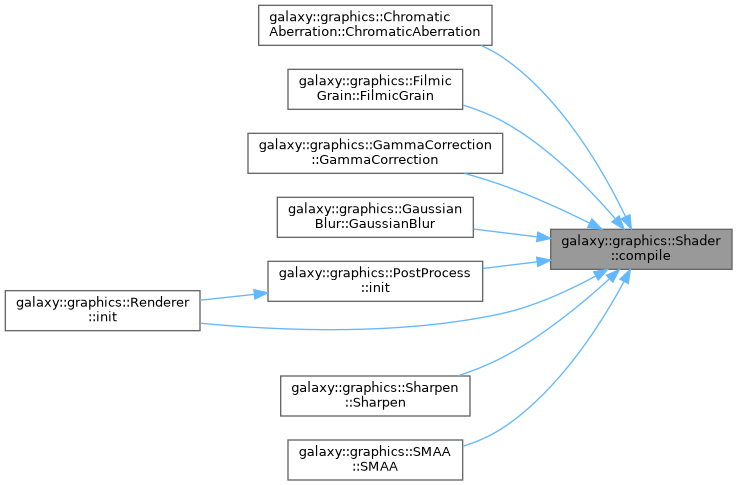 galaxy::graphics::Chromatic
Aberration::ChromaticAberration
galaxy::graphics::Filmic
Grain::FilmicGrain
galaxy::graphics::GammaCorrection
::GammaCorrection
galaxy::graphics::Gaussian
Blur::GaussianBlur
galaxy::graphics::Shader
::compile
galaxy::graphics::PostProcess
::init
galaxy::graphics::Renderer
::init
galaxy::graphics::Sharpen
::Sharpen
galaxy::graphics::SMAA
::SMAA